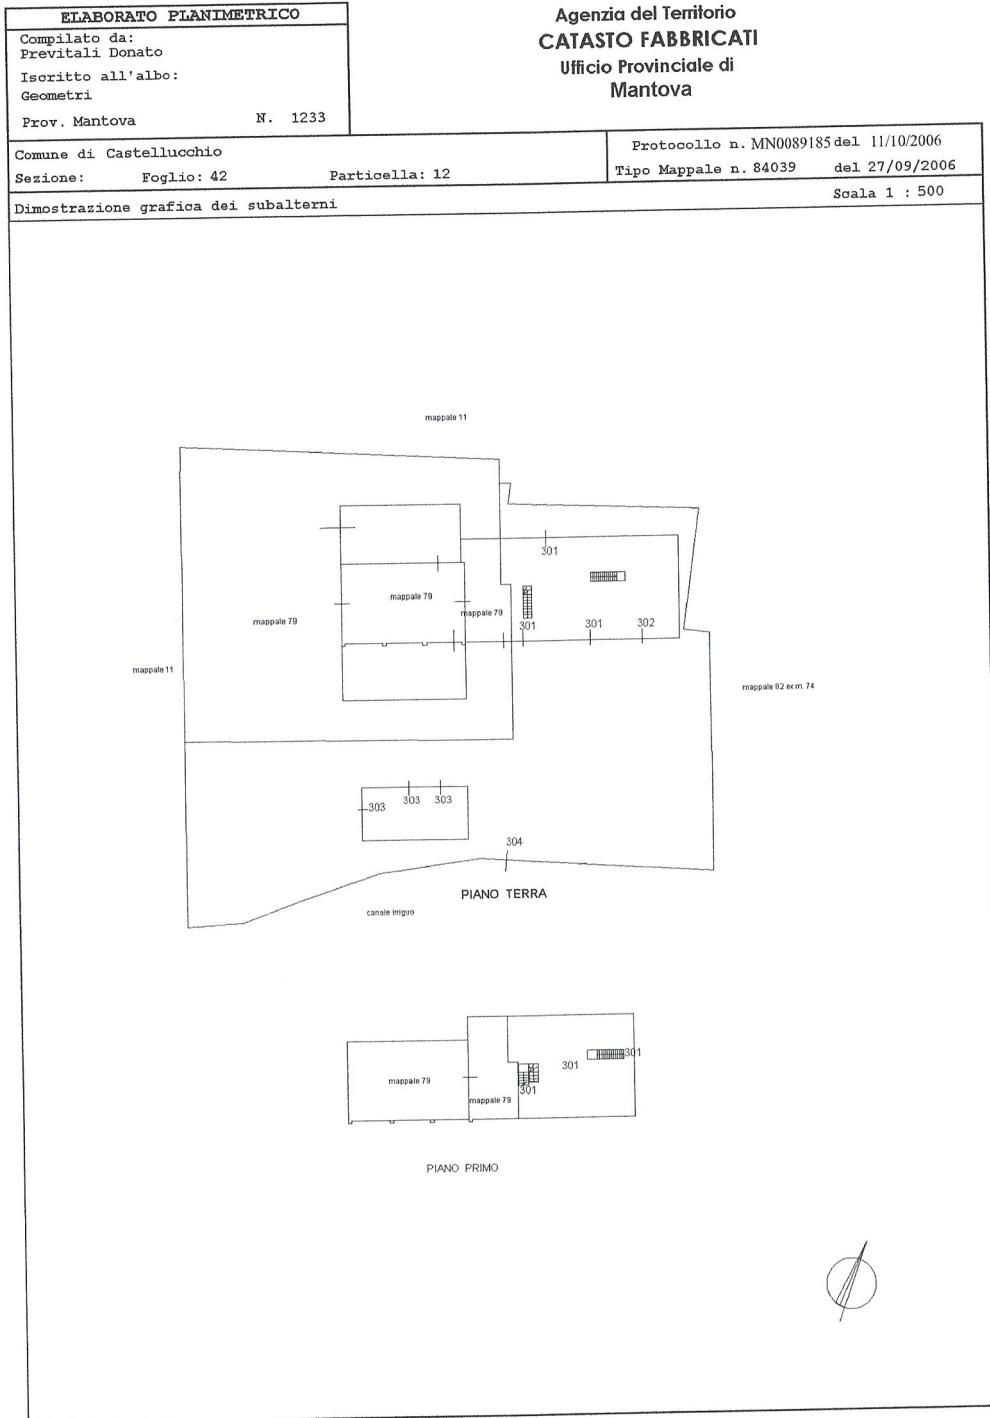 ELABORATO PLANIMETRICO
Compilato da:
Previtali Donato
Iscritto all'albo:
Geometri
Prov. Mantova N. 1233
Agenzia del Territorio
CATASTO FABBRICATI
Ufficio Provinciale di
Mantova
Comune di Castellucchio
Sezione: Foglio: 42 Particella: 12
Protocollo n. MN0089185 del 11/10/2006
Tipo Mappale n. 84039 del 27/09/2006
Dimostrazione grafica dei subalterni
Scala 1 : 500
mappale 11
301
mappale 79
mappale 79
mappale 79
301
301
302
mappale 11
mappale 82 ex m. 74
303
303
303
304
PIANO TERRA
canale irriguo
301
301
mappale 79
301
mappale 79
PIANO PRIMO